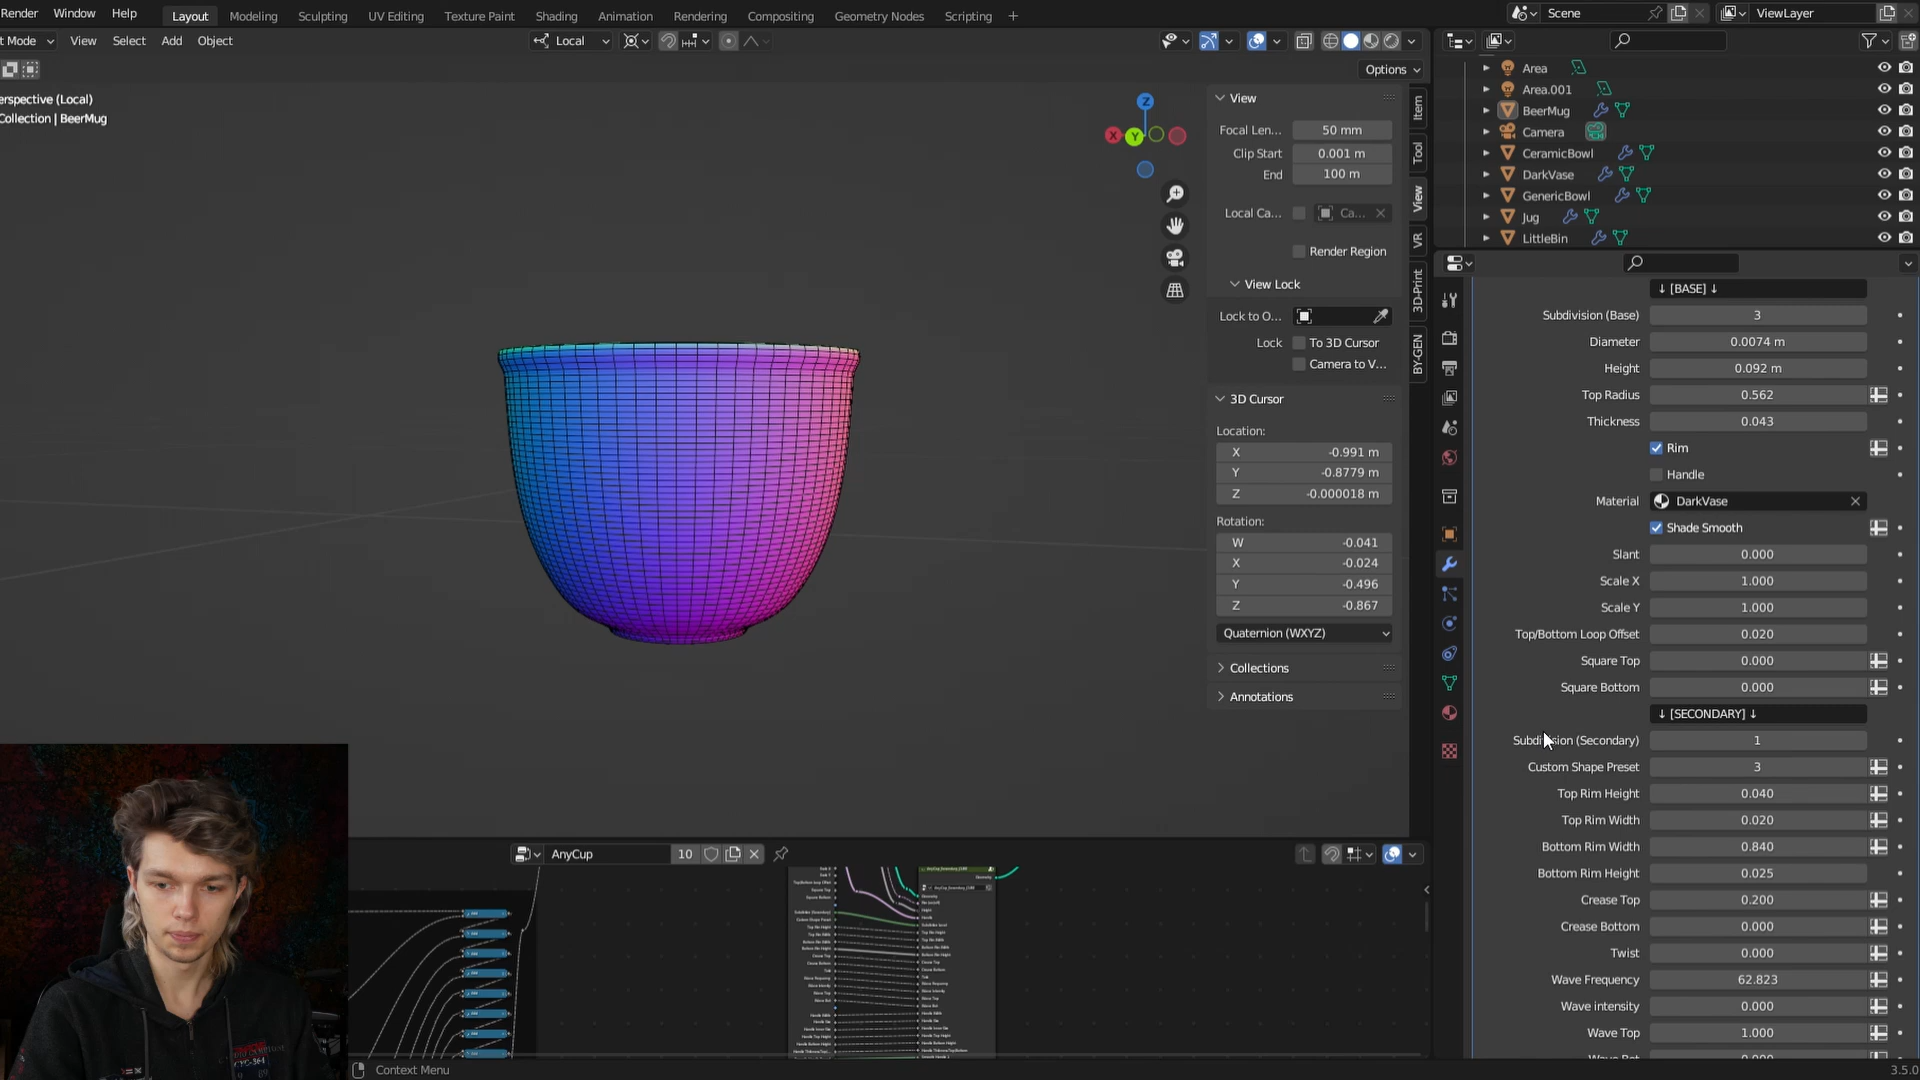 Render Window Help
Layout Modeling Sculpting UV Editing Texture Paint Shading Animation Rendering Compositing Geometry Nodes Scripting +
Scene ViewLayer
t Mode View Select Add Object
Local
Options
erspective (Local)
Collection | BeerMug
X Y Z
View
Focal Len... 50 mm
Clip Start 0.001 m
End 100 m
Local Ca... Ca...
Render Region
View Lock
Lock to O...
Lock To 3D Cursor
Camera to V...
3D Cursor
Location:
X -0.991 m
Y -0.8779 m
Z -0.000018 m
Rotation:
W -0.041
X -0.024
Y -0.496
Z -0.867
Quaternion (WXYZ)
Collections
Annotations
Item
Tool
View
VR
3D-Print
BY-GEN
Area
Area.001
BeerMug
Camera
CeramicBowl
DarkVase
GenericBowl
Jug
LittleBin
↓ [BASE] ↓
Subdivision (Base) 3
Diameter 0.0074 m
Height 0.092 m
Top Radius 0.562
Thickness 0.043
Rim
Handle
Material DarkVase
Shade Smooth
Slant 0.000
Scale X 1.000
Scale Y 1.000
Top/Bottom Loop Offset 0.020
Square Top 0.000
Square Bottom 0.000
↓ [SECONDARY] ↓
Subdivision (Secondary) 1
Custom Shape Preset 3
Top Rim Height 0.040
Top Rim Width 0.020
Bottom Rim Width 0.840
Bottom Rim Height 0.025
Crease Top 0.200
Crease Bottom 0.000
Twist 0.000
Wave Frequency 62.823
Wave intensity 0.000
Wave Top 1.000
AnyCup 10
Context Menu
3.5.0